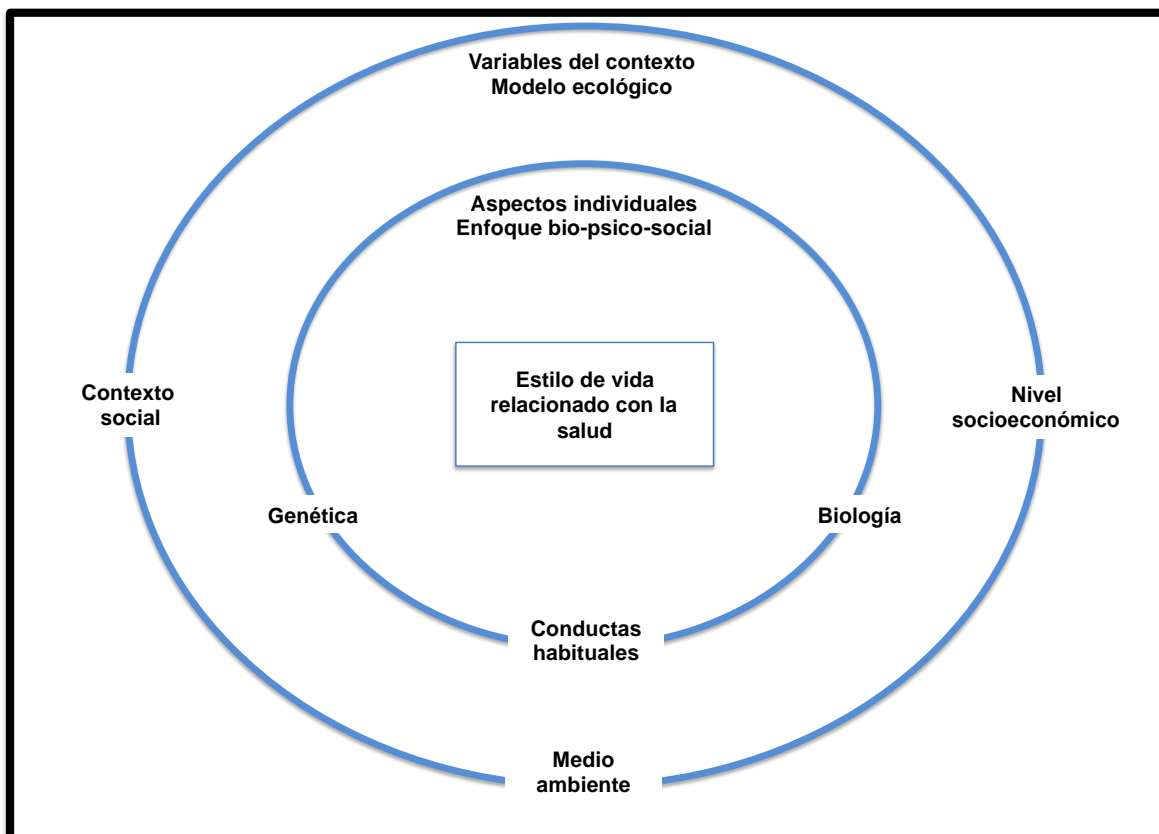 Variables del contexto
Modelo ecológico
Aspectos individuales
Enfoque bio-psico-social
Estilo de vida
relacionado con la
salud
Contexto
social
Nivel
socioeconómico
Genética
Biología
Conductas
habituales
Medio
ambiente